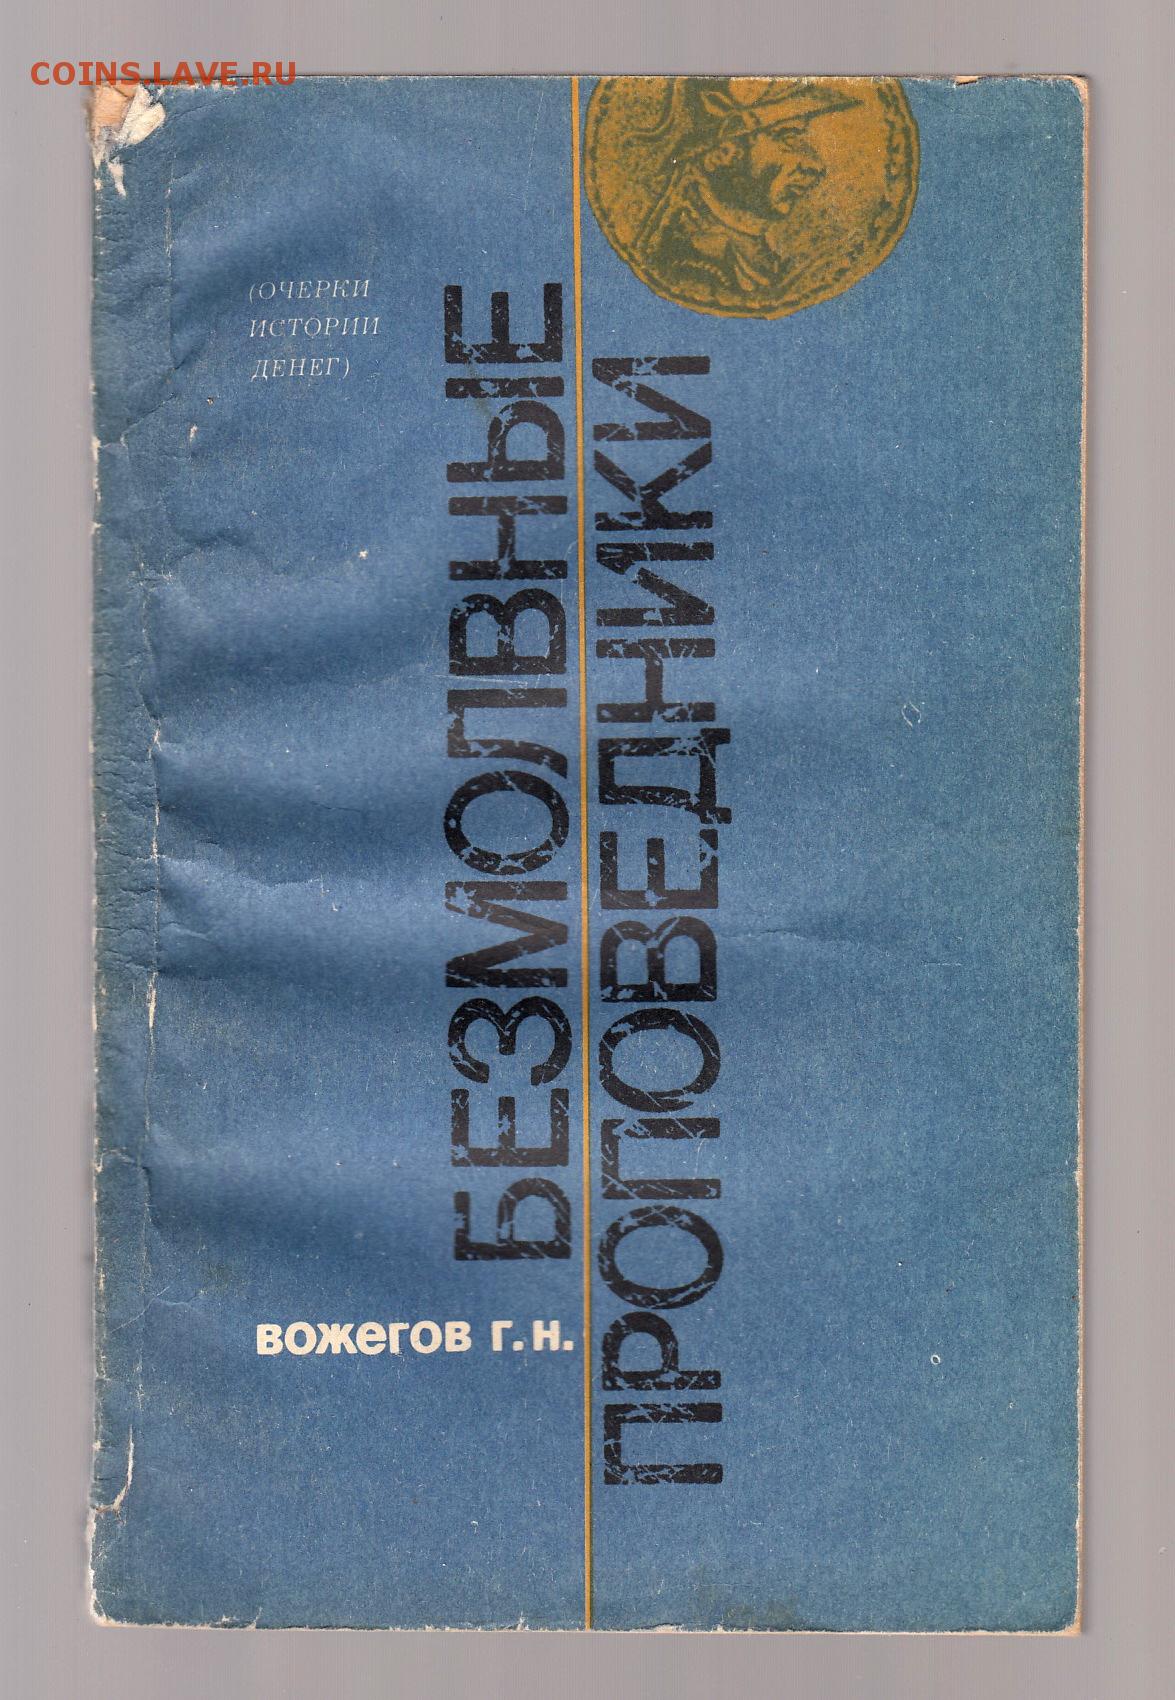 COINS.LAVE.RU
(ОЧЕРКИ
ИСТОРИИ
ДЕНЕГ)
БЕЗМОЛВНЫЕ
ПРОПОВЕДНИКИ
ВОЖЕГОВ Г. Н.